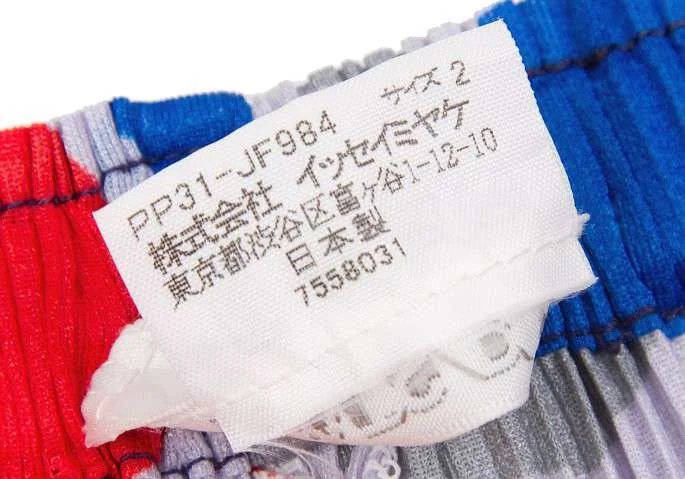 サイズ 2
PP31-JF984
株式会社 イッセイミヤケ
東京都渋谷区富ヶ谷1-12-10
日本製
7558031